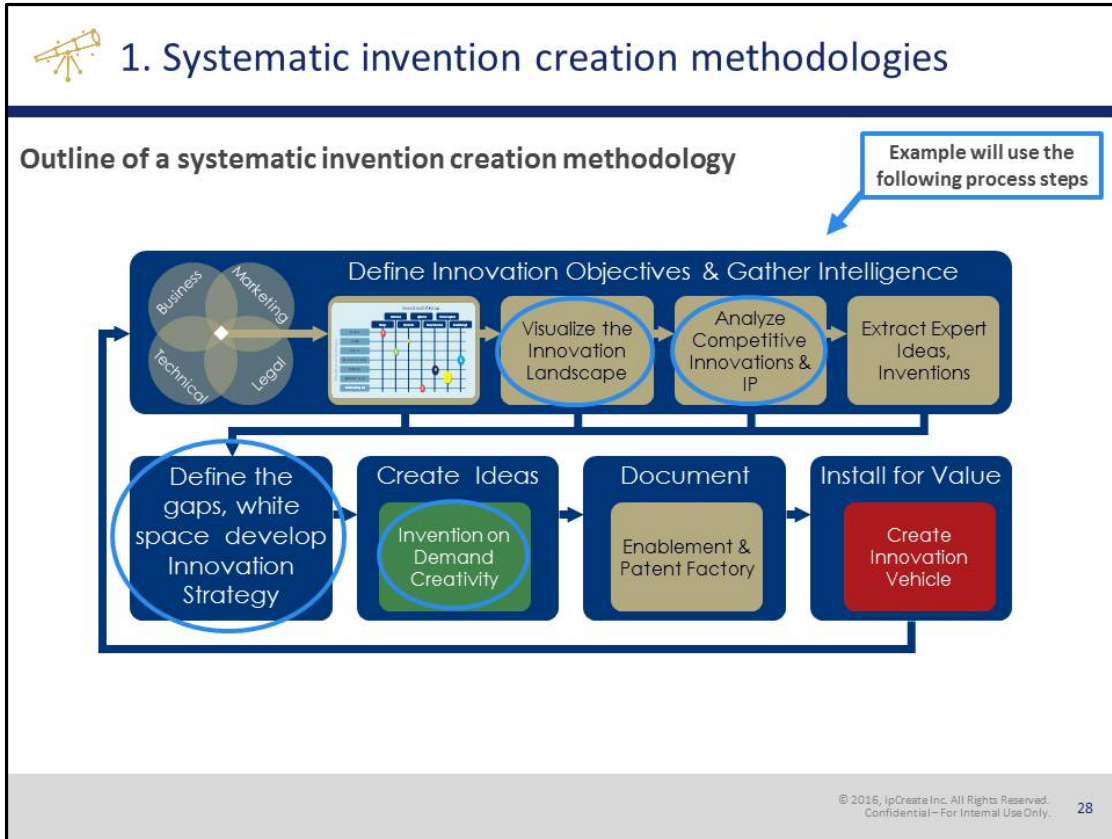 1. Systematic invention creation methodologies
Outline of a systematic invention creation methodology
Example will use the
following process steps
Define Innovation Objectives & Gather Intelligence
Business
Marketing
Technical
Legal
Visualize the
Innovation
Landscape
Analyze
Competitive
Innovations &
IP
Extract Expert
Ideas,
Inventions
Define the
gaps, white
space develop
Innovation
Strategy
Create Ideas
Invention on
Demand
Creativity
Document
Enablement &
Patent Factory
Install for Value
Create
Innovation
Vehicle
© 2016, ipCreate Inc. All Rights Reserved.
Confidential – For Internal Use Only.
28